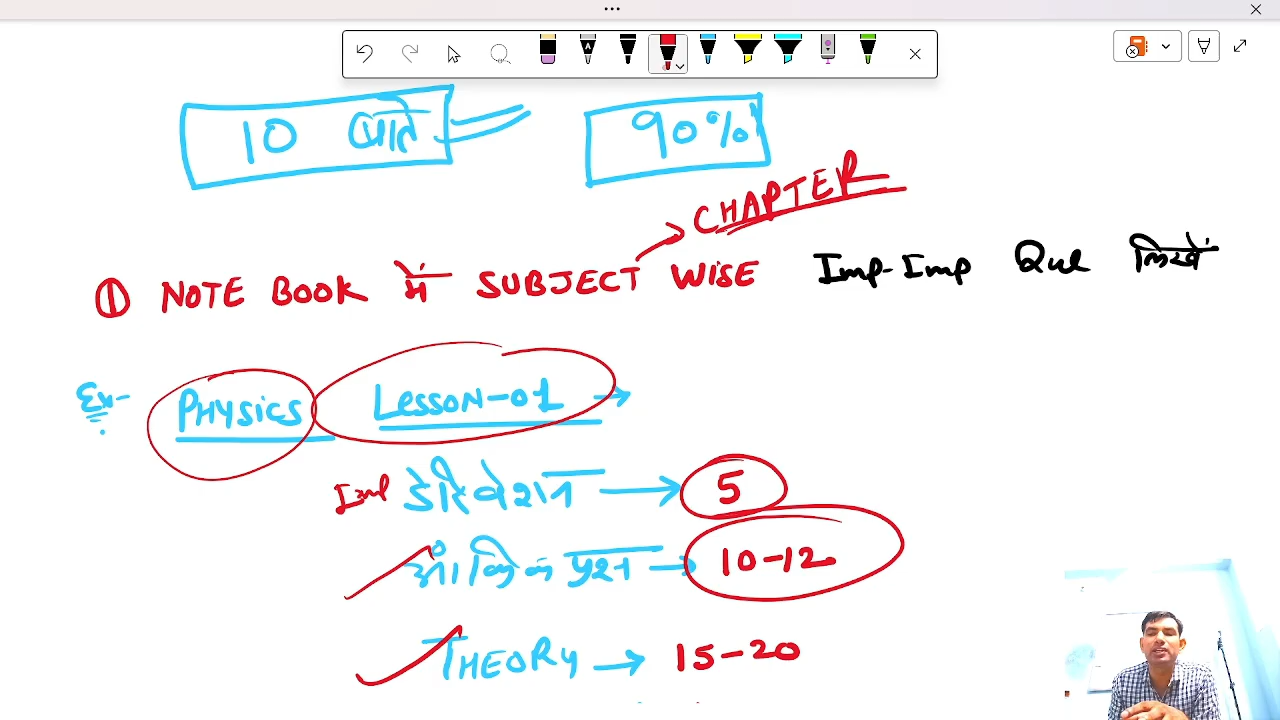 10 बातें 90%
CHAPTER
① NOTE BOOK में SUBJECT WISE Imp-Imp Que लिखें
Ex- PHYSICS LESSON-01 →
Imp डेरिवेशन → 5
आंकिक प्रश्न → 10-12
THEORY → 15-20